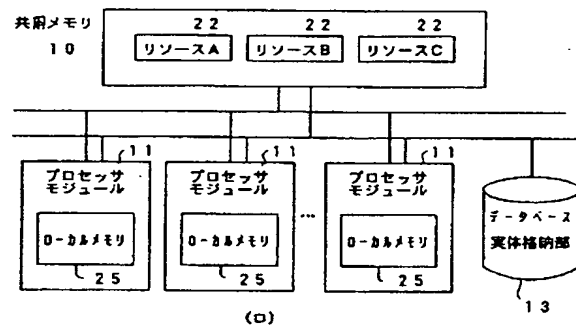 共用メモリ
10
22 22 22
リソースA リソースB リソースC
11 11 11
プロセッサ
モジュール
プロセッサ
モジュール
プロセッサ
モジュール
…
ローカルメモリ ローカルメモリ ローカルメモリ
25 25 25
データベース
実体格納部
13
(ロ)